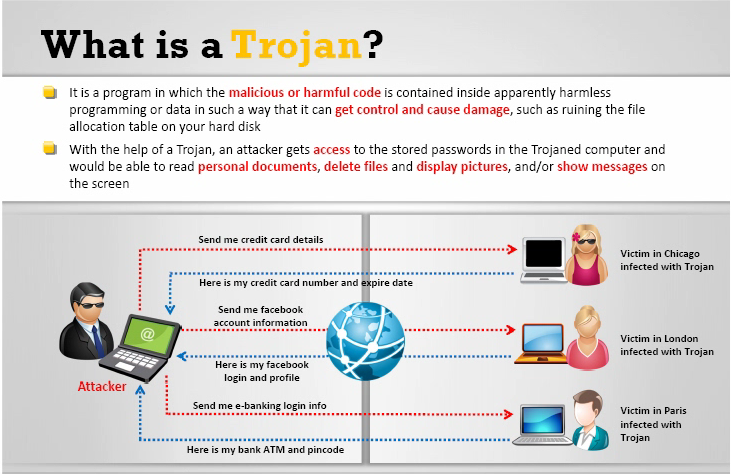 What is a Trojan?
It is a program in which the malicious or harmful code is contained inside apparently harmless
programming or data in such a way that it can get control and cause damage, such as ruining the file
allocation table on your hard disk
With the help of a Trojan, an attacker gets access to the stored passwords in the Trojaned computer and
would be able to read personal documents, delete files and display pictures, and/or show messages on
the screen
Send me credit card details
Victim in Chicago
infected with Trojan
Here is my credit card number and expire date
Send me facebook
account information
@
Attacker
Victim in London
infected with Trojan
Here is my facebook
login and profile
Send me e-banking login info
Victim in Paris
infected with
Trojan
Here is my bank ATM and pincode